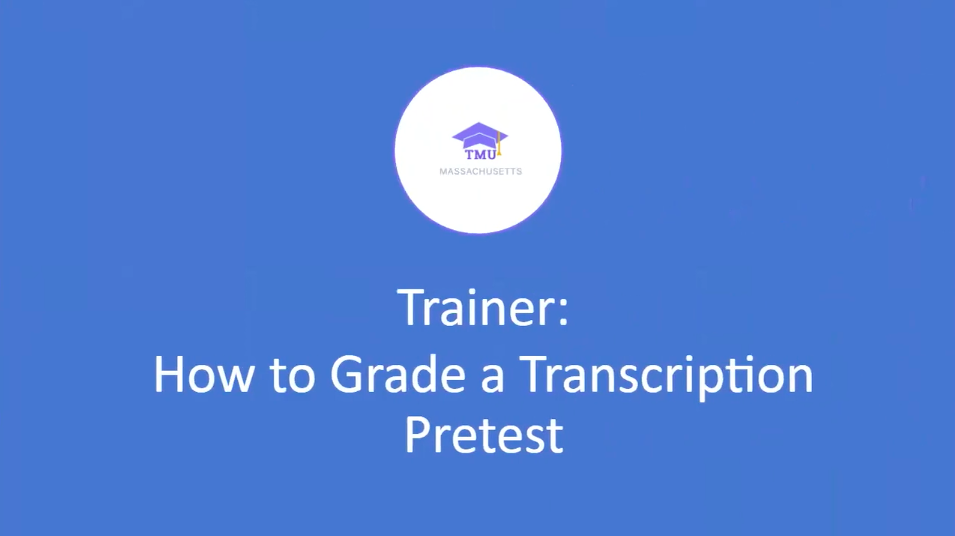 TMU
MASSACHUSETTS
Trainer:
How to Grade a Transcription
Pretest